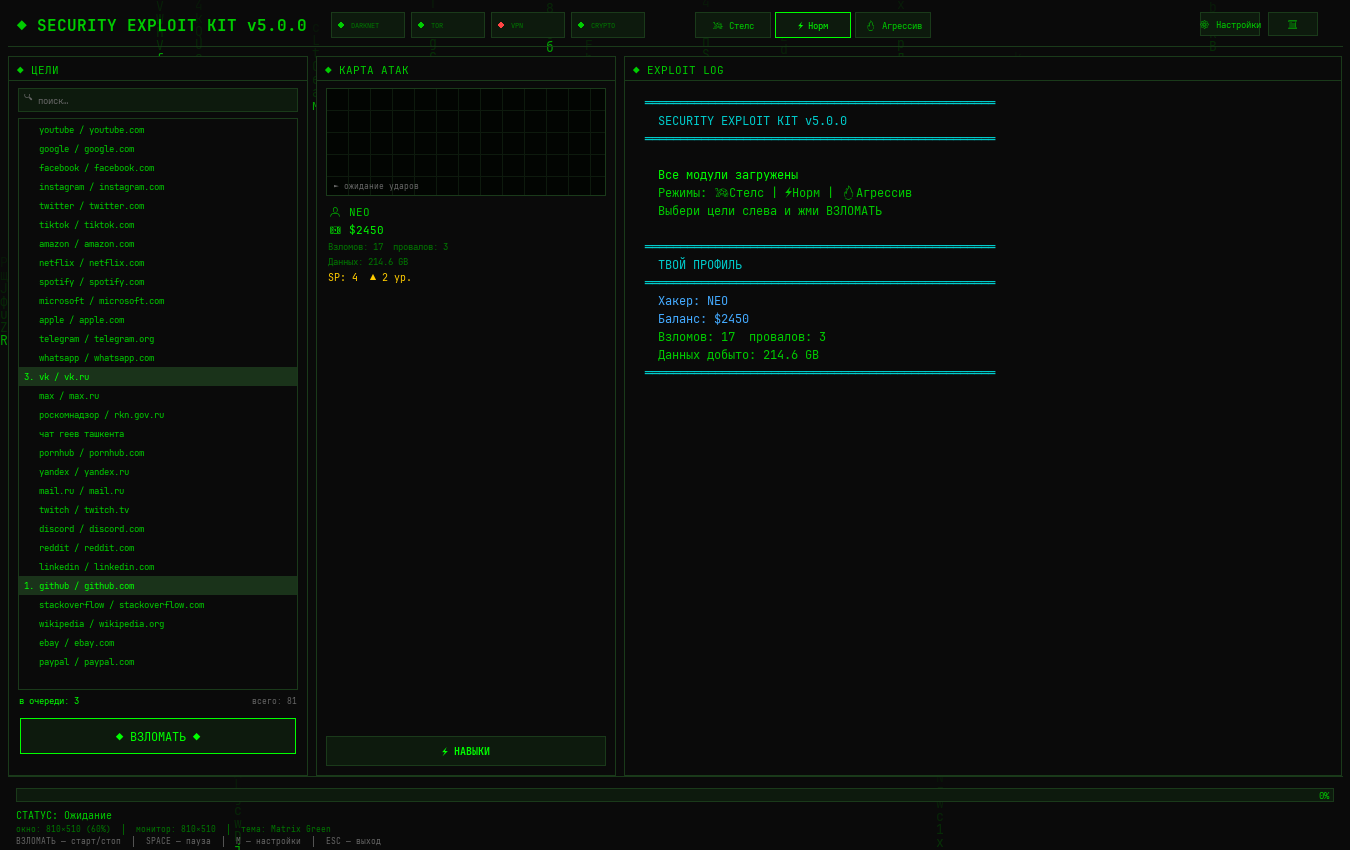 ◆ SECURITY EXPLOIT KIT v5.0.0
◆ DARKNET
◆ TOR
◆ VPN
◆ CRYPTO
Стелс
⚡ Норм
Агрессив
Настройки
◆ ЦЕЛИ
поиск…
youtube / youtube.com
google / google.com
facebook / facebook.com
instagram / instagram.com
twitter / twitter.com
tiktok / tiktok.com
amazon / amazon.com
netflix / netflix.com
spotify / spotify.com
microsoft / microsoft.com
apple / apple.com
telegram / telegram.org
whatsapp / whatsapp.com
3. vk / vk.ru
max / max.ru
роскомнадзор / rkn.gov.ru
чат геев ташкента
pornhub / pornhub.com
yandex / yandex.ru
mail.ru / mail.ru
twitch / twitch.tv
discord / discord.com
reddit / reddit.com
linkedin / linkedin.com
1. github / github.com
stackoverflow / stackoverflow.com
wikipedia / wikipedia.org
ebay / ebay.com
paypal / paypal.com
в очереди: 3
всего: 81
◆ ВЗЛОМАТЬ ◆
◆ КАРТА АТАК
ожидание ударов
NEO
$2450
Взломов: 17 провалов: 3
Данных: 214.6 GB
SP: 4 ▲ 2 ур.
⚡ НАВЫКИ
◆ EXPLOIT LOG
SECURITY EXPLOIT KIT v5.0.0
Все модули загружены
Режимы: Стелс | ⚡Норм | Агрессив
Выбери цели слева и жми ВЗЛОМАТЬ
ТВОЙ ПРОФИЛЬ
Хакер: NEO
Баланс: $2450
Взломов: 17 провалов: 3
Данных добыто: 214.6 GB
0%
СТАТУС: Ожидание
окно: 810×510 (60%) | монитор: 810×510 | тема: Matrix Green
ВЗЛОМАТЬ — старт/стоп | SPACE — пауза | M — настройки | ESC — выход